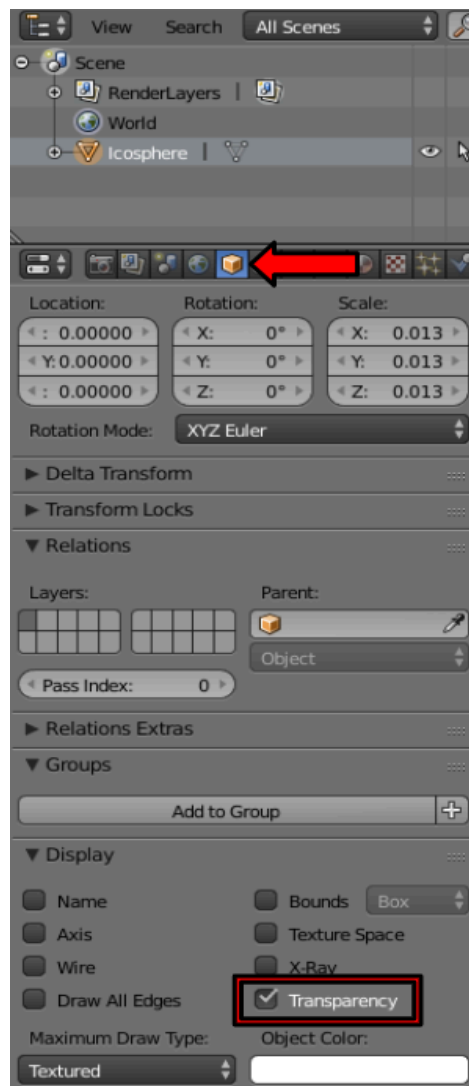 View Search All Scenes
Scene
RenderLayers |
World
Icosphere |
Location: Rotation: Scale:
: 0.00000 X: 0° X: 0.013
Y: 0.00000 Y: 0° Y: 0.013
: 0.00000 Z: 0° Z: 0.013
Rotation Mode: XYZ Euler
Delta Transform
Transform Locks
Relations
Layers: Parent:
Object
Pass Index: 0
Relations Extras
Groups
Add to Group
Display
Name Bounds Box
Axis Texture Space
Wire X-Ray
Draw All Edges Transparency
Maximum Draw Type: Object Color:
Textured